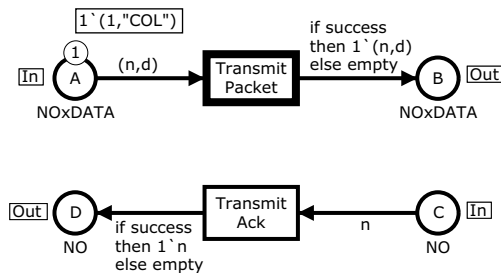 1`(1,"COL")
1
if success
then 1`(n,d)
else empty
In
A
(n,d)
Transmit
Packet
B
Out
NOxDATA
NOxDATA
Out
D
if success
then 1`n
else empty
Transmit
Ack
n
C
In
NO
NO